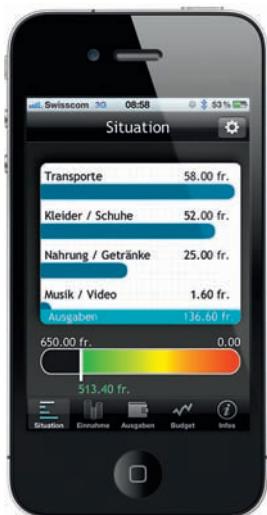 Swisscom 3G 08:58 53%
Situation
Transporte 58.00 fr.
Kleider / Schuhe 52.00 fr.
Nahrung / Getränke 25.00 fr.
Musik / Video 1.60 fr.
Ausgaben 136.60 fr.
650.00 fr. 0.00
513.40 fr.
Situation Einnahme Ausgaben Budget Infos